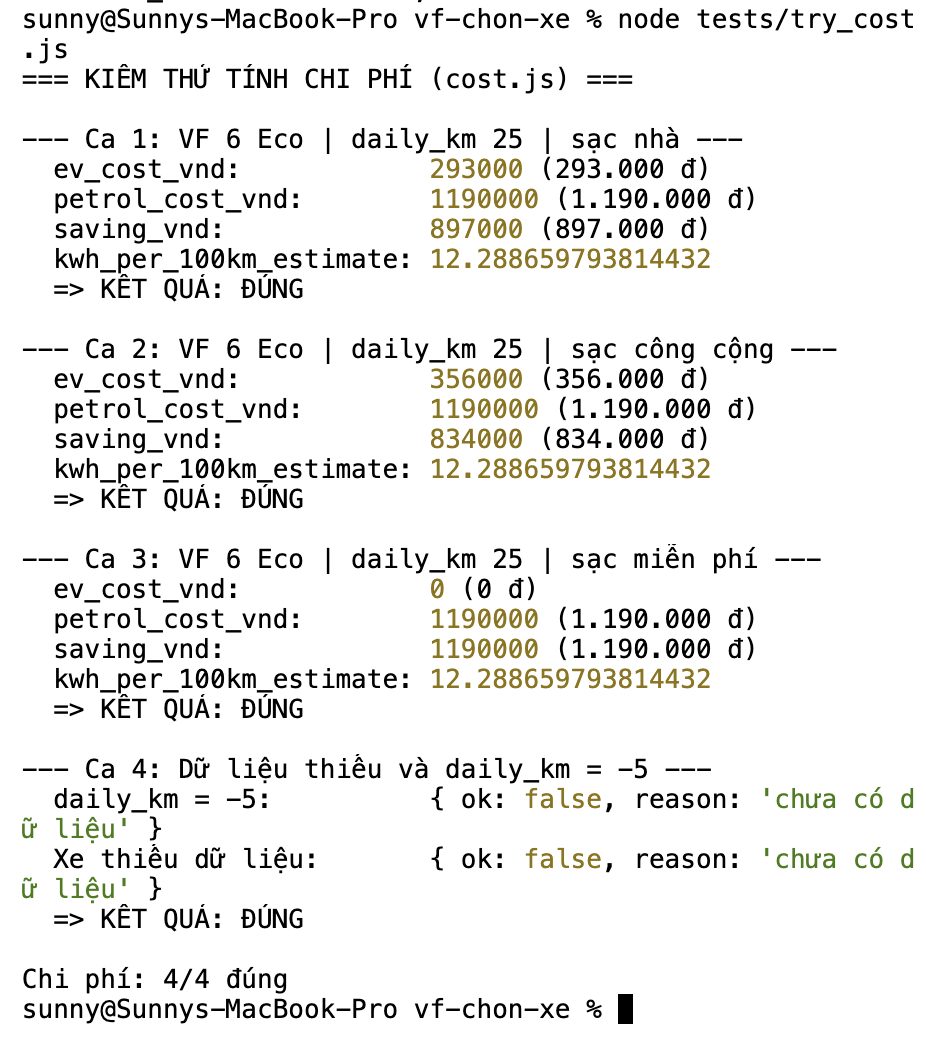 sunny@Sunnys-MacBook-Pro vf-chon-xe % node tests/try_cost
.js
=== KIỂM THỬ TÍNH CHI PHÍ (cost.js) ===
--- Ca 1: VF 6 Eco | daily_km 25 | sạc nhà ---
ev_cost_vnd: 293000 (293.000 đ)
petrol_cost_vnd: 1190000 (1.190.000 đ)
saving_vnd: 897000 (897.000 đ)
kwh_per_100km_estimate: 12.288659793814432
=> KẾT QUẢ: ĐÚNG
--- Ca 2: VF 6 Eco | daily_km 25 | sạc công cộng ---
ev_cost_vnd: 356000 (356.000 đ)
petrol_cost_vnd: 1190000 (1.190.000 đ)
saving_vnd: 834000 (834.000 đ)
kwh_per_100km_estimate: 12.288659793814432
=> KẾT QUẢ: ĐÚNG
--- Ca 3: VF 6 Eco | daily_km 25 | sạc miễn phí ---
ev_cost_vnd: 0 (0 đ)
petrol_cost_vnd: 1190000 (1.190.000 đ)
saving_vnd: 1190000 (1.190.000 đ)
kwh_per_100km_estimate: 12.288659793814432
=> KẾT QUẢ: ĐÚNG
--- Ca 4: Dữ liệu thiếu và daily_km = -5 ---
daily_km = -5: { ok: false, reason: 'chưa có d
ữ liệu' }
Xe thiếu dữ liệu: { ok: false, reason: 'chưa có d
ữ liệu' }
=> KẾT QUẢ: ĐÚNG
Chi phí: 4/4 đúng
sunny@Sunnys-MacBook-Pro vf-chon-xe %